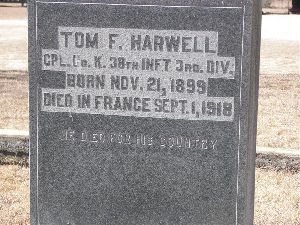 TOM F. HARWELL
CPL. Co. K. 38TH INFT 3RD. DIV.
BORN NOV. 21, 1899
DIED IN FRANCE SEPT. 1, 1918
HE DIED FOR HIS COUNTRY